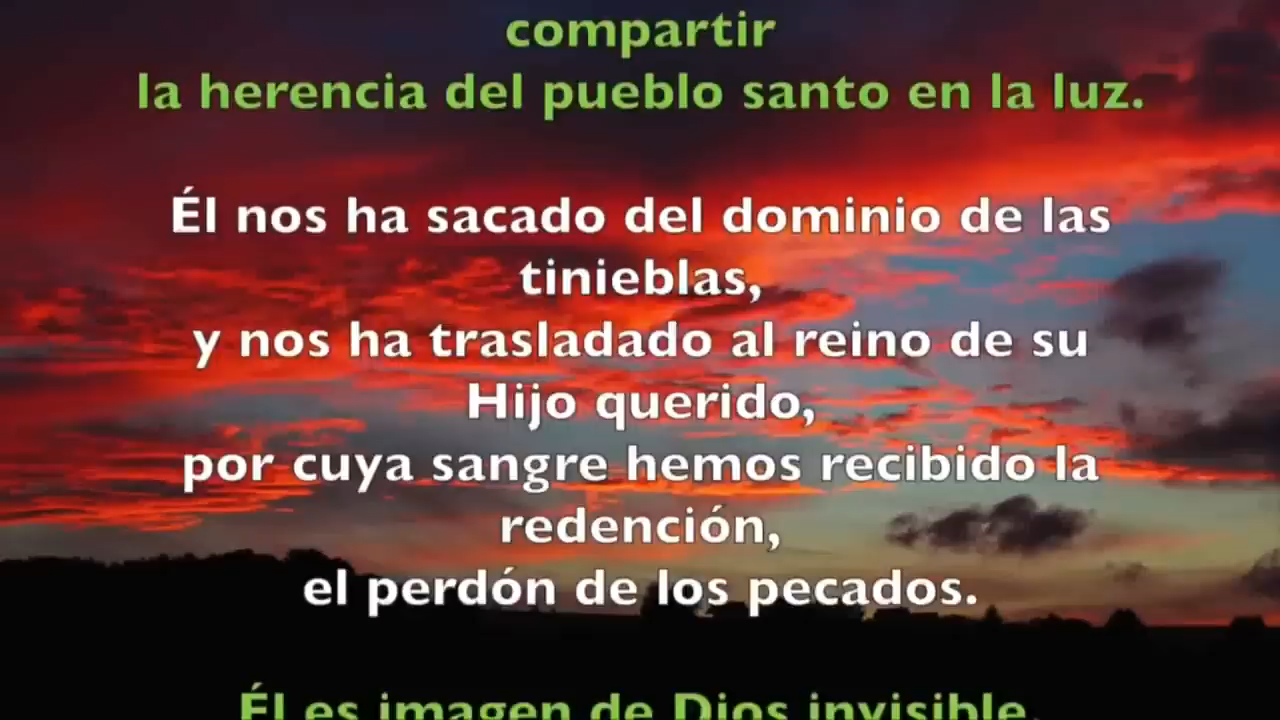 compartir
la herencia del pueblo santo en la luz.
Él nos ha sacado del dominio de las
tinieblas,
y nos ha trasladado al reino de su
Hijo querido,
por cuya sangre hemos recibido la
redención,
el perdón de los pecados.
Él es imagen de Dios invisible,